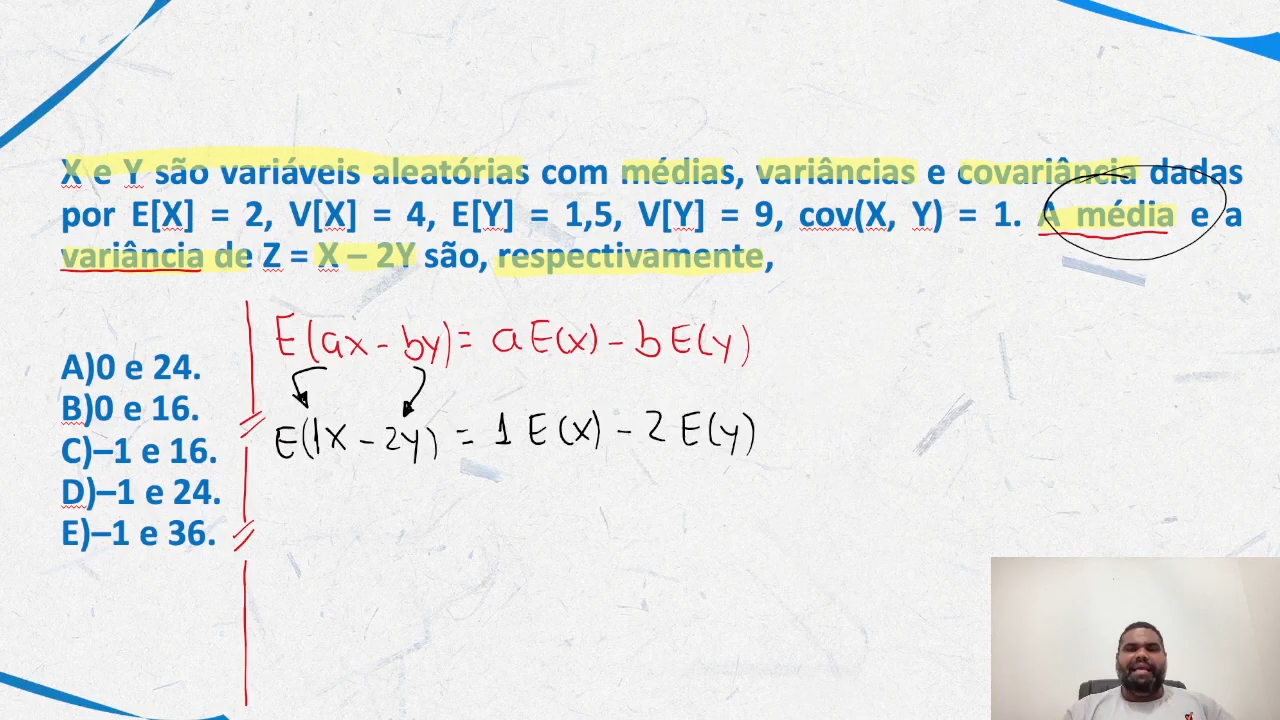 X e Y são variáveis aleatórias com médias, variâncias e covariância dadas
por E[X] = 2, V[X] = 4, E[Y] = 1,5, V[Y] = 9, cov(X, Y) = 1. A média e a
variância de Z = X – 2Y são, respectivamente,
E(ax - by) = a E(x) - b E(y)
E(1x - 2y) = 1 E(x) - 2 E(y)
A)0 e 24.
B)0 e 16.
C)–1 e 16.
D)–1 e 24.
E)–1 e 36.